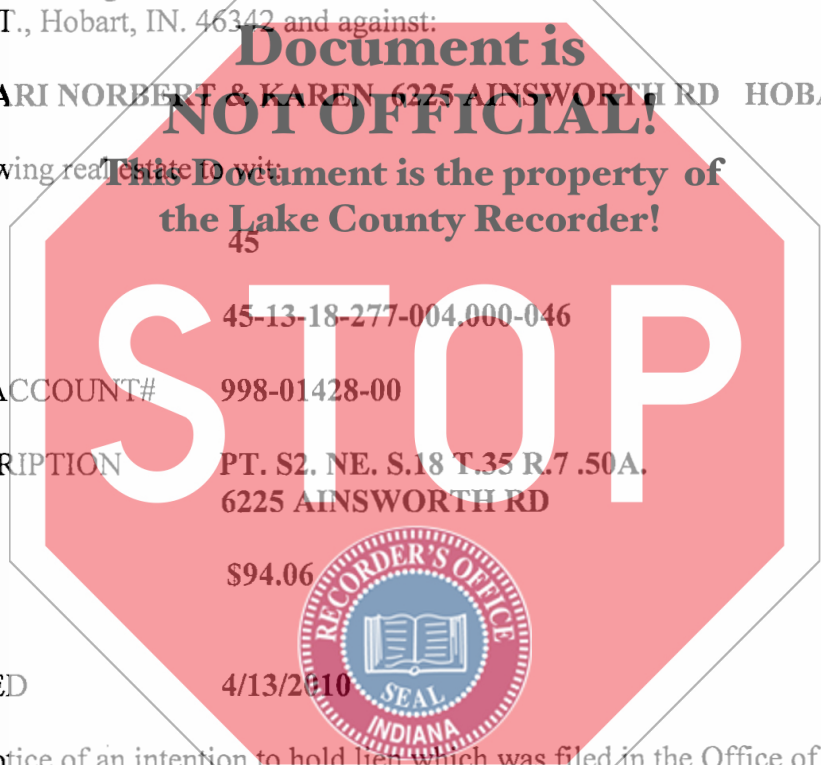 T., Hobart, IN. 46342 and against:
Document is
ARI NORBERT & KAREN 6225 AINSWORTH RD HOBA
NOT OFFICIAL!
wing real estate to wit:
This Document is the property of
the Lake County Recorder!
45
45-13-18-277-004.000-046
STOP
ACCOUNT# 998-01428-00
RIPTION PT. S2. NE. S.18 T.35 R.7 .50A.
6225 AINSWORTH RD
$94.06
RECORDER'S OFFICE
SEAL
INDIANA
ED 4/13/2010
otice of an intention to hold lien which was filed in the Office of